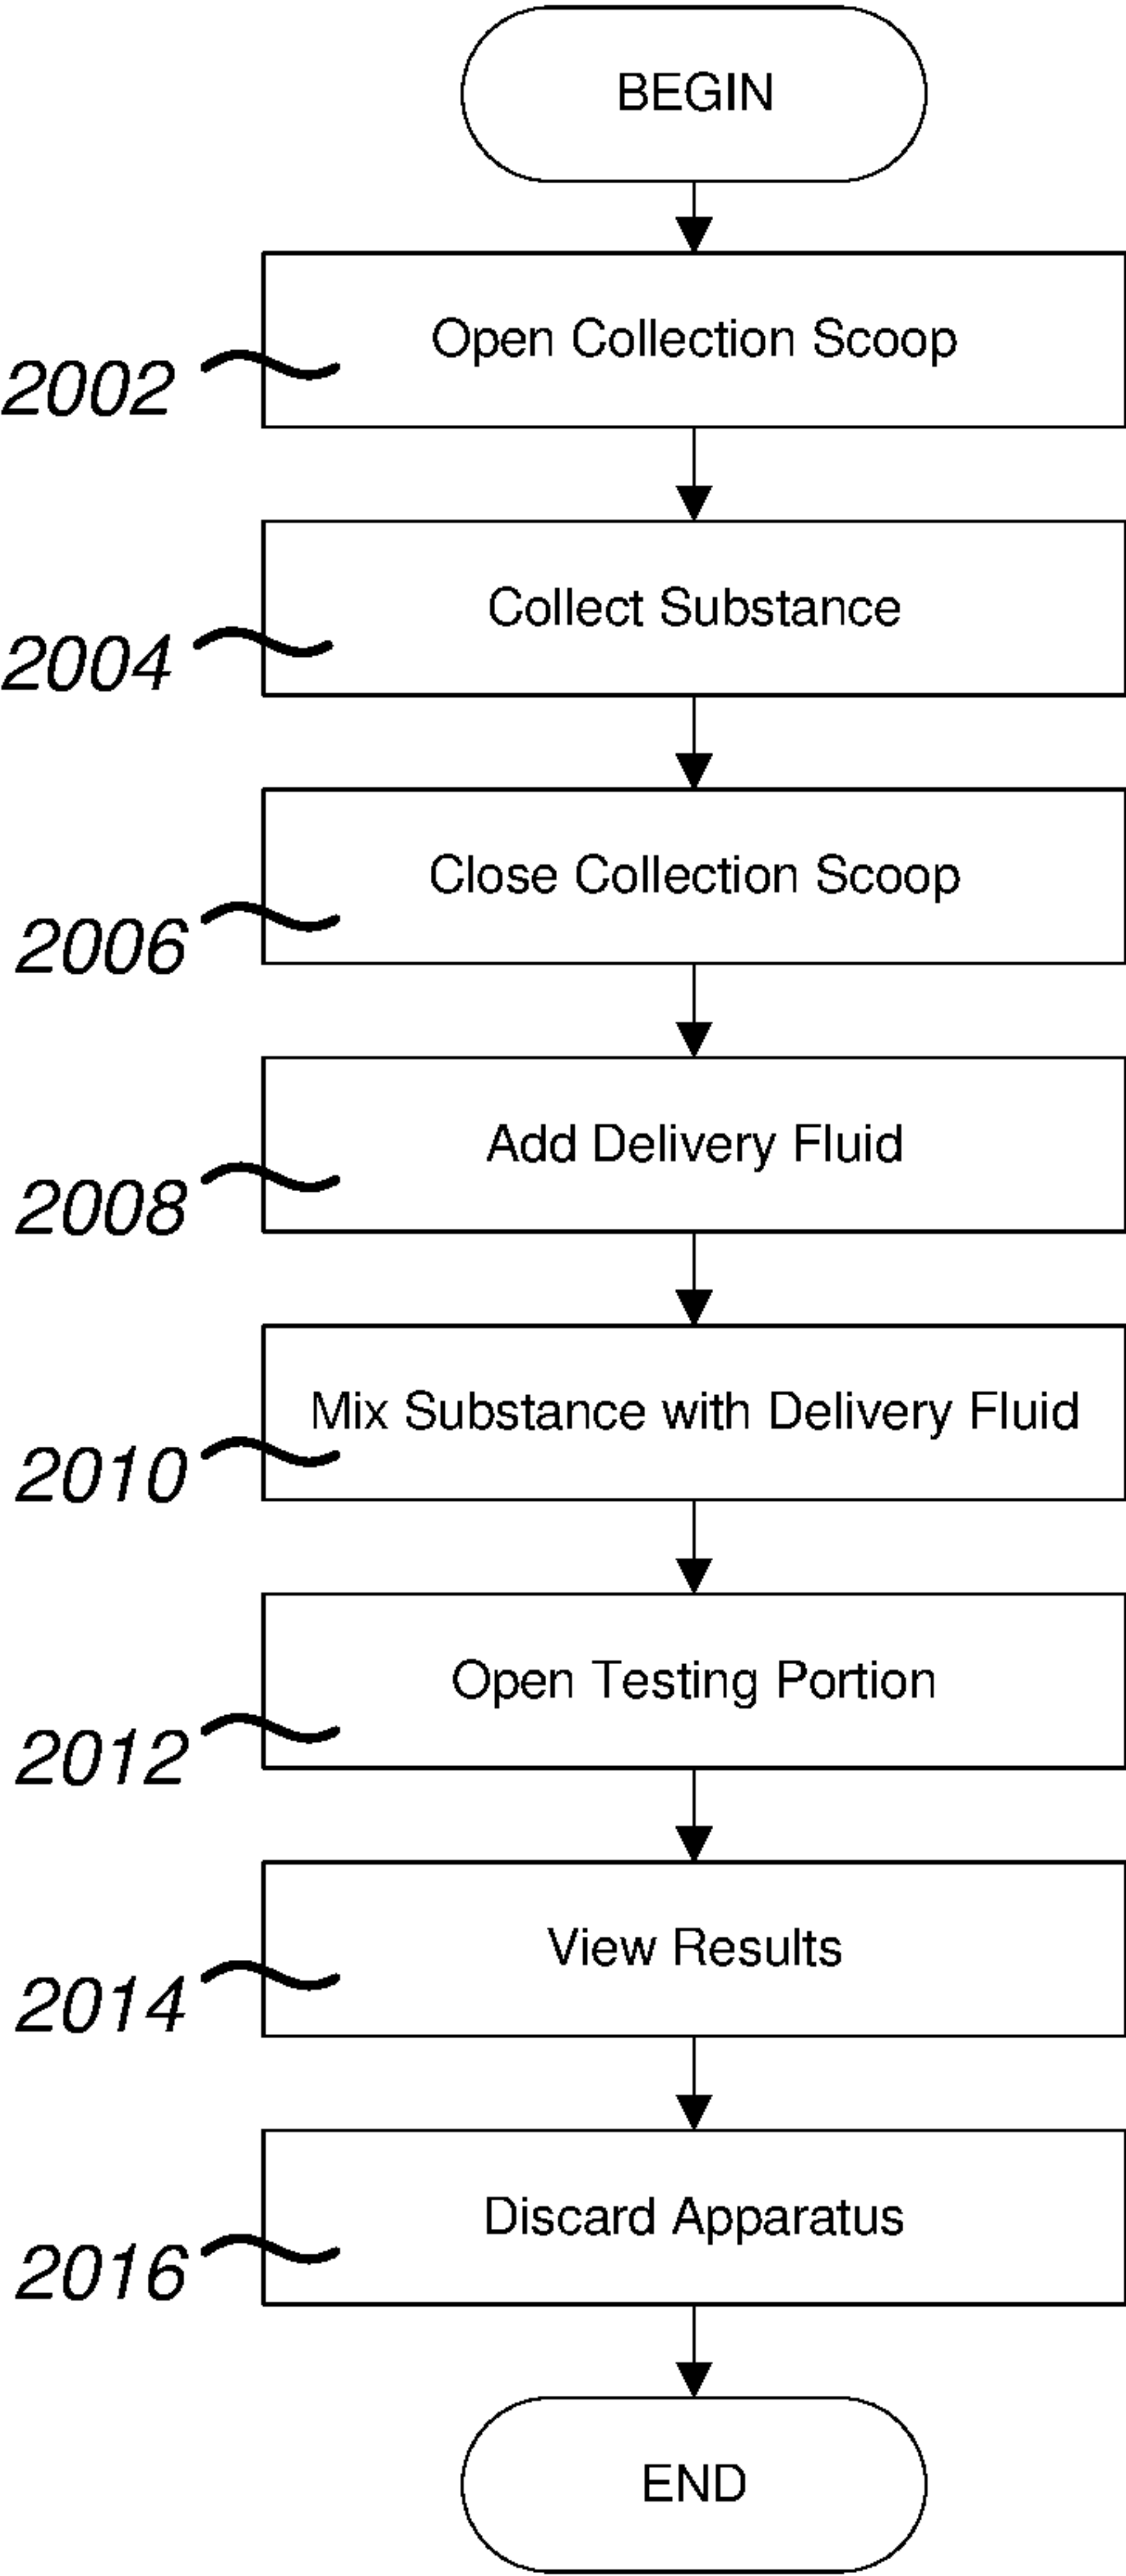 BEGIN
Open Collection Scoop
2002
Collect Substance
2004
Close Collection Scoop
2006
Add Delivery Fluid
2008
Mix Substance with Delivery Fluid
2010
Open Testing Portion
2012
View Results
2014
Discard Apparatus
2016
END